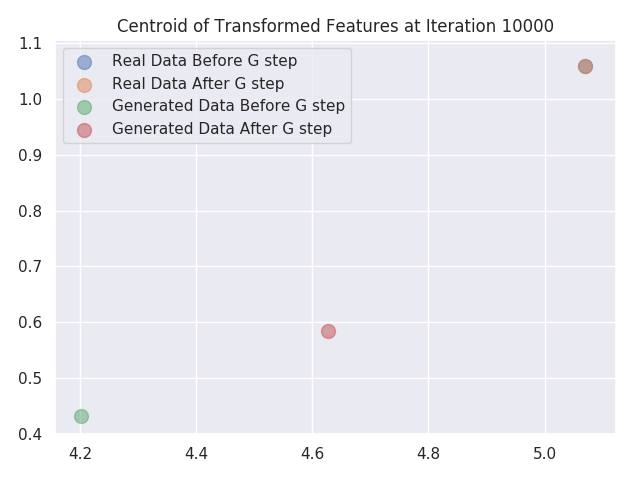 Centroid of Transformed Features at Iteration 10000
1.1
1.0
0.9
0.8
0.7
0.6
0.5
0.4
Real Data Before G step
Real Data After G step
Generated Data Before G step
Generated Data After G step
4.2 4.4 4.6 4.8 5.0